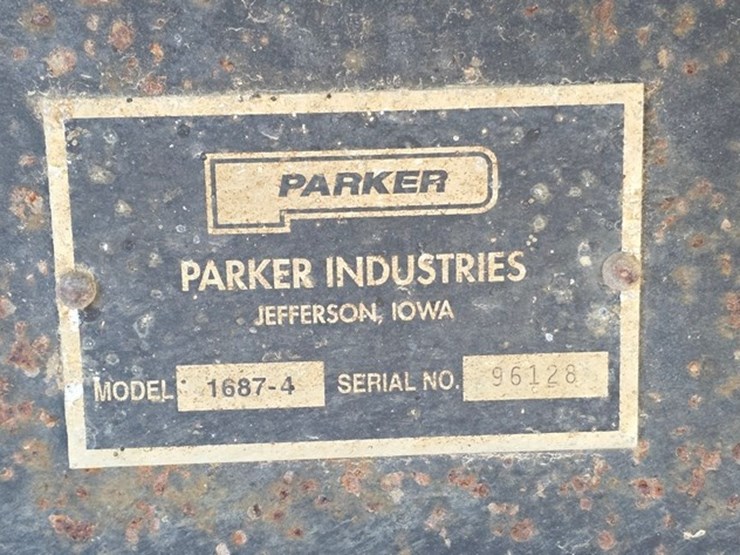 PARKER
PARKER INDUSTRIES
JEFFERSON, IOWA
MODEL 1687-4 SERIAL NO. 96128